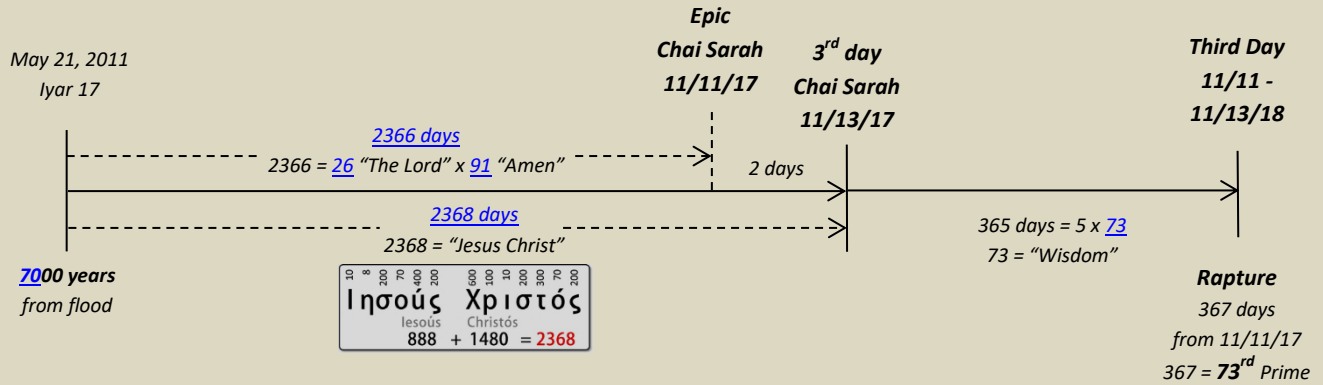 May 21, 2011
Iyar 17
Epic
Chai Sarah
11/11/17
3rd day
Chai Sarah
11/13/17
Third Day
11/11 -
11/13/18
2366 days
2366 = 26 “The Lord” x 91 “Amen”
2 days
2368 days
2368 = “Jesus Christ”
365 days = 5 x 73
73 = “Wisdom”
7000 years
from flood
10 8 200 70 400 200 600 100 10 200 300 70 200
Ιησούς Χριστός
Iesoús Christós
888 + 1480 = 2368
Rapture
367 days
from 11/11/17
367 = 73rd Prime